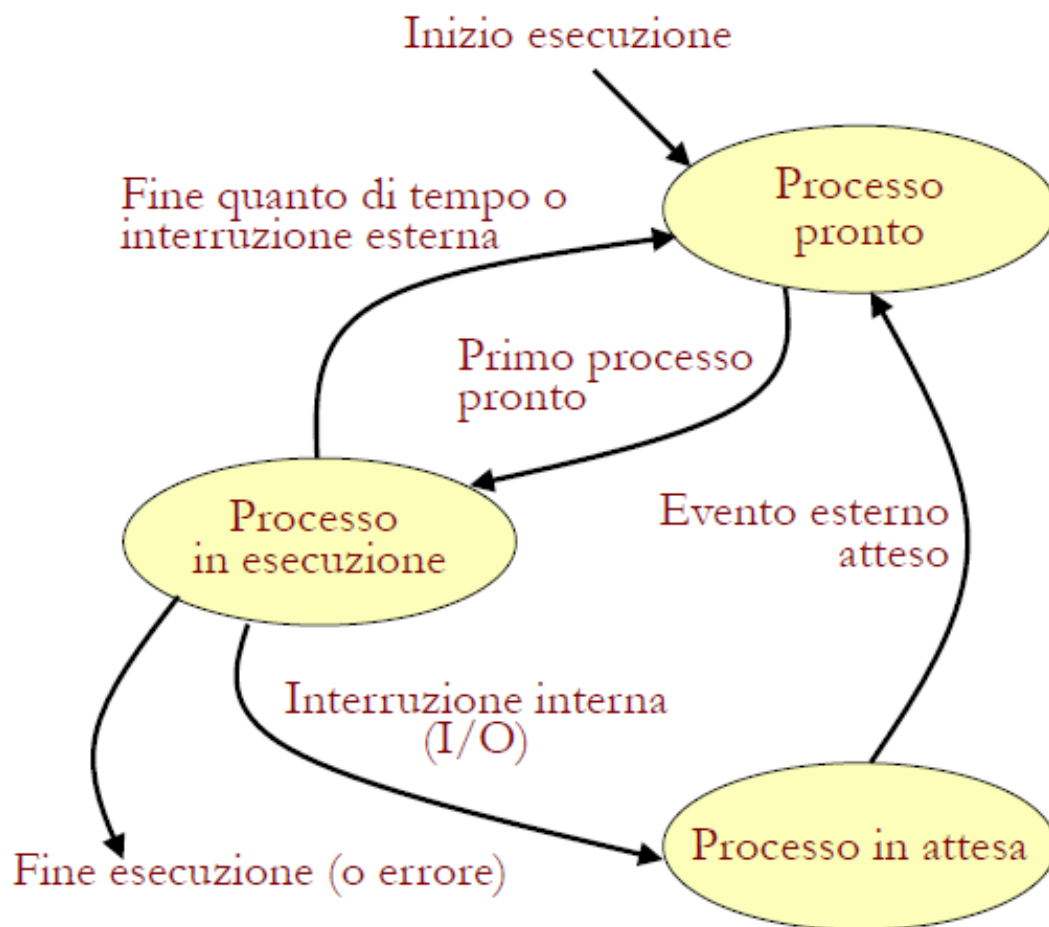 Inizio esecuzione
Processo
pronto
Fine quanto di tempo o
interruzione esterna
Primo processo
pronto
Processo
in esecuzione
Evento esterno
atteso
Interruzione interna
(I/O)
Processo in attesa
Fine esecuzione (o errore)